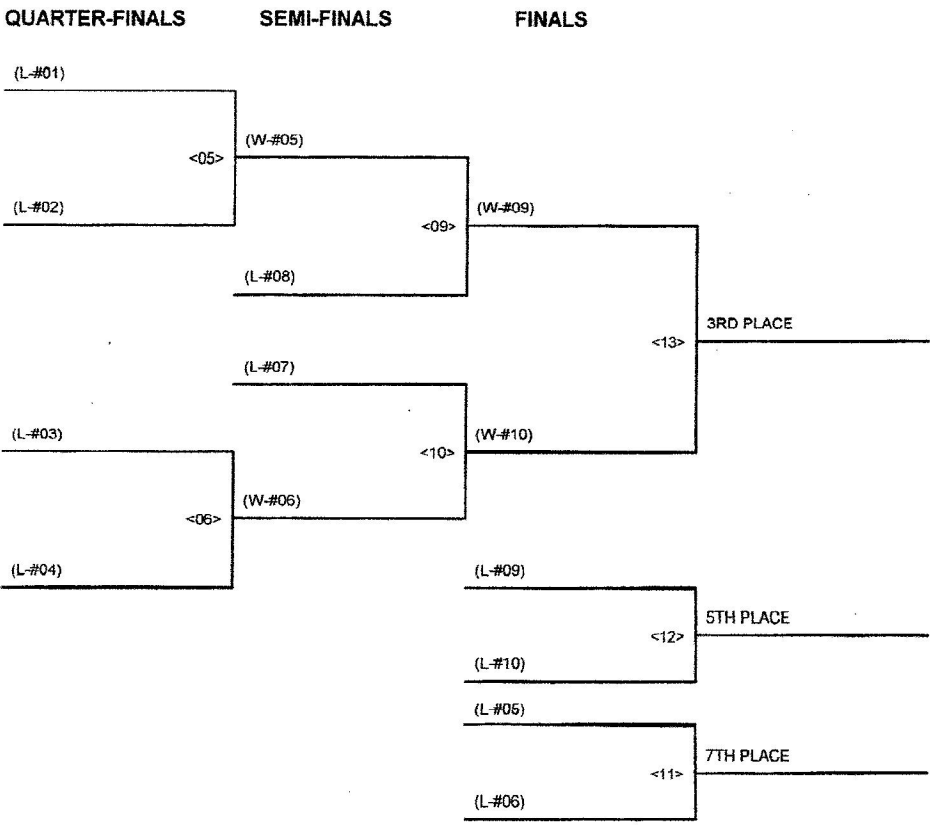 QUARTER-FINALS SEMI-FINALS FINALS
(L-#01)
(W-#05)
<05>
(L-#02)
(W-#09)
<09>
(L-#08)
3RD PLACE
<13>
(L-#07)
(L-#03)
(W-#10)
<10>
(W-#06)
<06>
(L-#04)
(L-#09)
5TH PLACE
<12>
(L-#10)
(L-#05)
7TH PLACE
<11>
(L-#06)